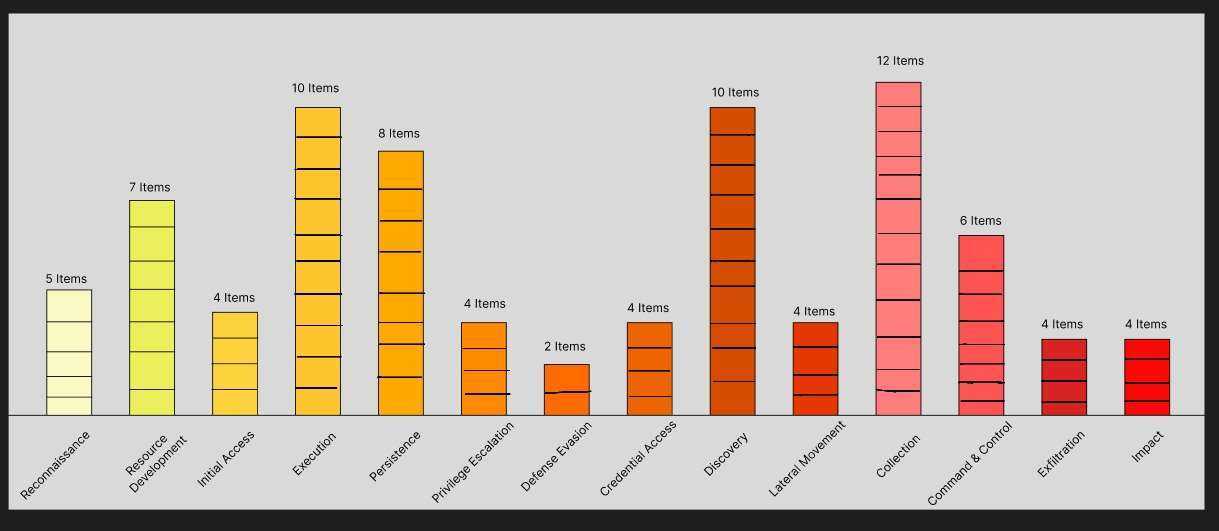 12 Items
10 Items
10 Items
8 Items
7 Items
5 Items
4 Items
4 Items
4 Items
4 Items
2 Items
6 Items
4 Items
4 Items
Reconnaissance
Resource
Development
Initial Access
Execution
Persistence
Privilege Escalation
Defense Evasion
Credential Access
Discovery
Lateral Movement
Collection
Command & Control
Exfiltration
Impact